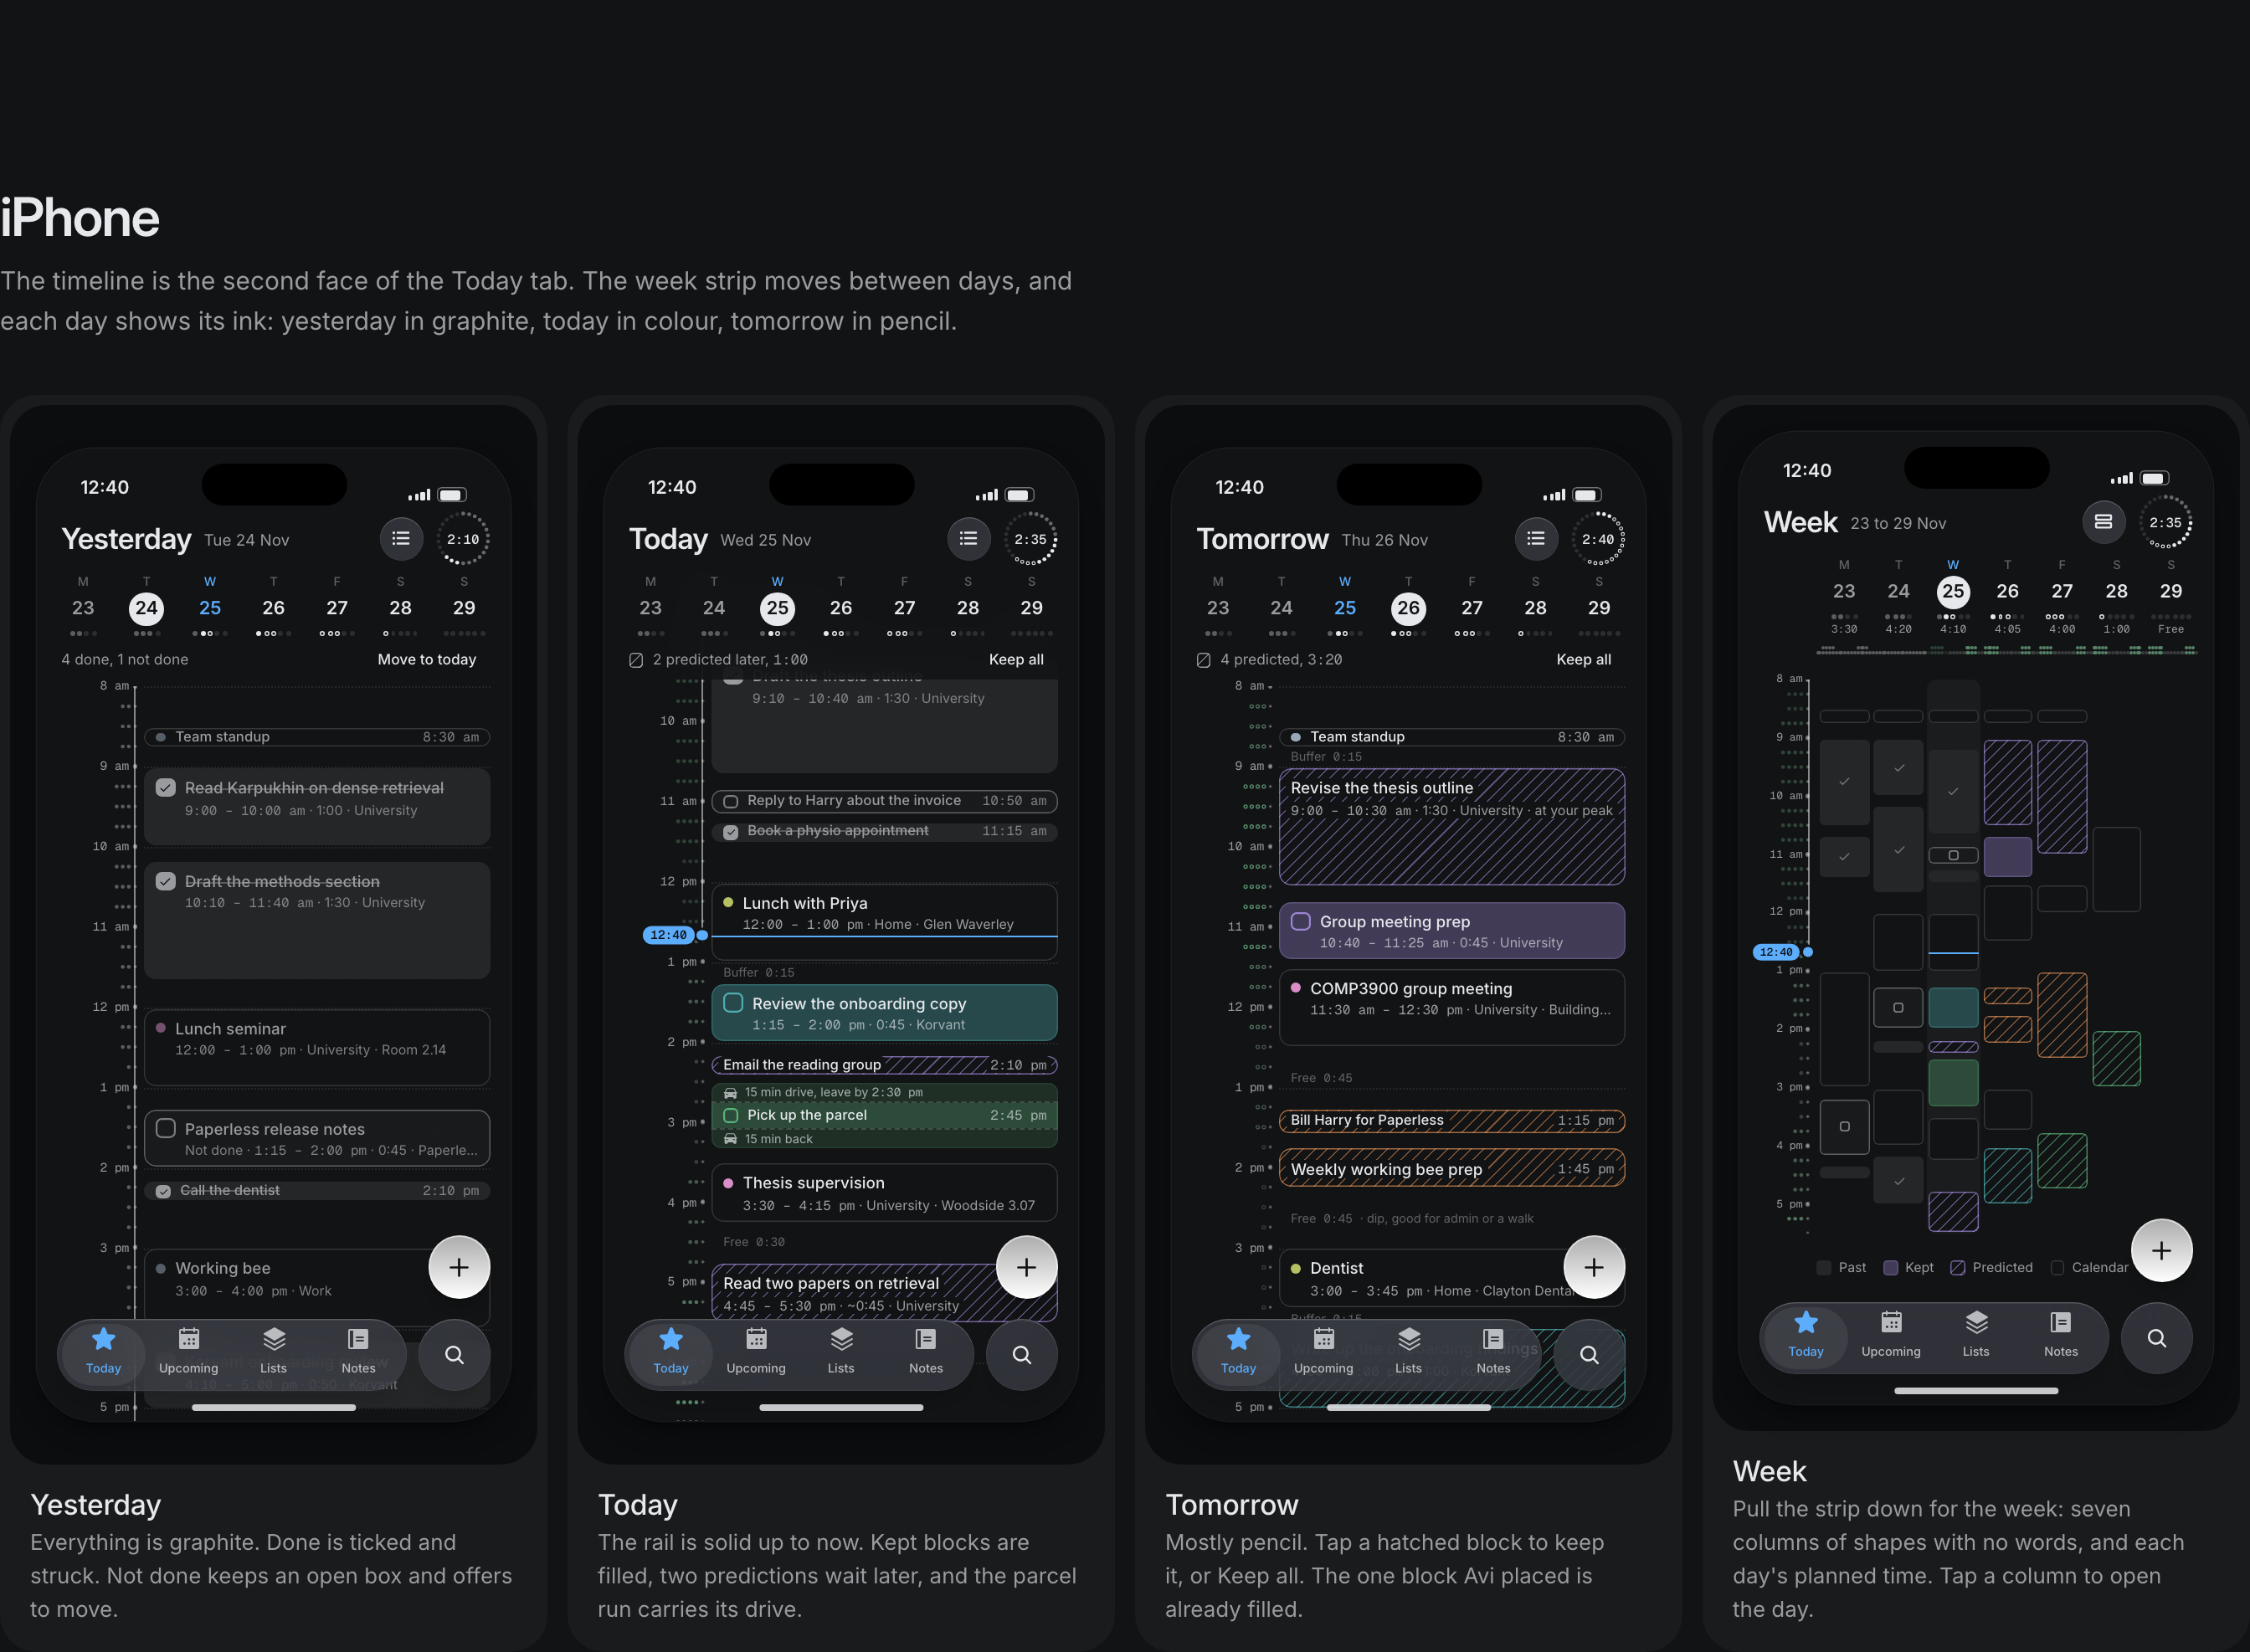 iPhone
The timeline is the second face of the Today tab. The week strip moves between days, and
each day shows its ink: yesterday in graphite, today in colour, tomorrow in pencil.
12:40
Yesterday Tue 24 Nov
2:10
M T W T F S S
23 24 25 26 27 28 29
4 done, 1 not done Move to today
8 am
Team standup 8:30 am
9 am
Read Karpukhin on dense retrieval
9:00 – 10:00 am · 1:00 · University
10 am
Draft the methods section
10:10 – 11:40 am · 1:30 · University
11 am
12 pm
Lunch seminar
12:00 – 1:00 pm · University · Room 2.14
1 pm
Paperless release notes
Not done · 1:15 – 2:00 pm · 0:45 · Paperle...
2 pm
Call the dentist 2:10 pm
3 pm
Working bee
3:00 – 4:00 pm · Work
4:10 – 5:00 pm · 0:50 · Korvant
Today Upcoming Lists Notes
5 pm
Yesterday
Everything is graphite. Done is ticked and
struck. Not done keeps an open box and offers
to move.
12:40
Today Wed 25 Nov
2:35
M T W T F S S
23 24 25 26 27 28 29
2 predicted later, 1:00 Keep all
Draft the thesis outline
9:10 – 10:40 am · 1:30 · University
10 am
11 am
Reply to Harry about the invoice 10:50 am
Book a physio appointment 11:15 am
12 pm
Lunch with Priya
12:00 – 1:00 pm · Home · Glen Waverley
12:40
1 pm
Buffer 0:15
Review the onboarding copy
1:15 – 2:00 pm · 0:45 · Korvant
2 pm
Email the reading group 2:10 pm
15 min drive, leave by 2:30 pm
Pick up the parcel 2:45 pm
3 pm
15 min back
Thesis supervision
3:30 – 4:15 pm · University · Woodside 3.07
4 pm
Free 0:30
5 pm
Read two papers on retrieval
4:45 – 5:30 pm · ~0:45 · University
Today Upcoming Lists Notes
Today
The rail is solid up to now. Kept blocks are
filled, two predictions wait later, and the parcel
run carries its drive.
12:40
Tomorrow Thu 26 Nov
2:40
M T W T F S S
23 24 25 26 27 28 29
4 predicted, 3:20 Keep all
8 am
Team standup 8:30 am
Buffer 0:15
9 am
Revise the thesis outline
9:00 – 10:30 am · 1:30 · University · at your peak
10 am
Group meeting prep
11 am
10:40 – 11:25 am · 0:45 · University
COMP3900 group meeting
11:30 am – 12:30 pm · University · Building...
12 pm
Free 0:45
1 pm
Bill Harry for Paperless 1:15 pm
2 pm
Weekly working bee prep 1:45 pm
Free 0:45 · dip, good for admin or a walk
3 pm
Dentist
3:00 – 3:45 pm · Home · Clayton
Buffer 0:15
Today Upcoming Lists Notes
5 pm
Tomorrow
Mostly pencil. Tap a hatched block to keep
it, or Keep all. The one block Avi placed is
already filled.
12:40
Week 23 to 29 Nov
2:35
M T W T F S S
23 24 25 26 27 28 29
3:30 4:20 4:10 4:05 4:00 1:00 Free
8 am
9 am
10 am
11 am
12 pm
12:40
1 pm
2 pm
3 pm
4 pm
5 pm
Past Kept Predicted Calendar
Today Upcoming Lists Notes
Week
Pull the strip down for the week: seven
columns of shapes with no words, and each
day's planned time. Tap a column to open
the day.